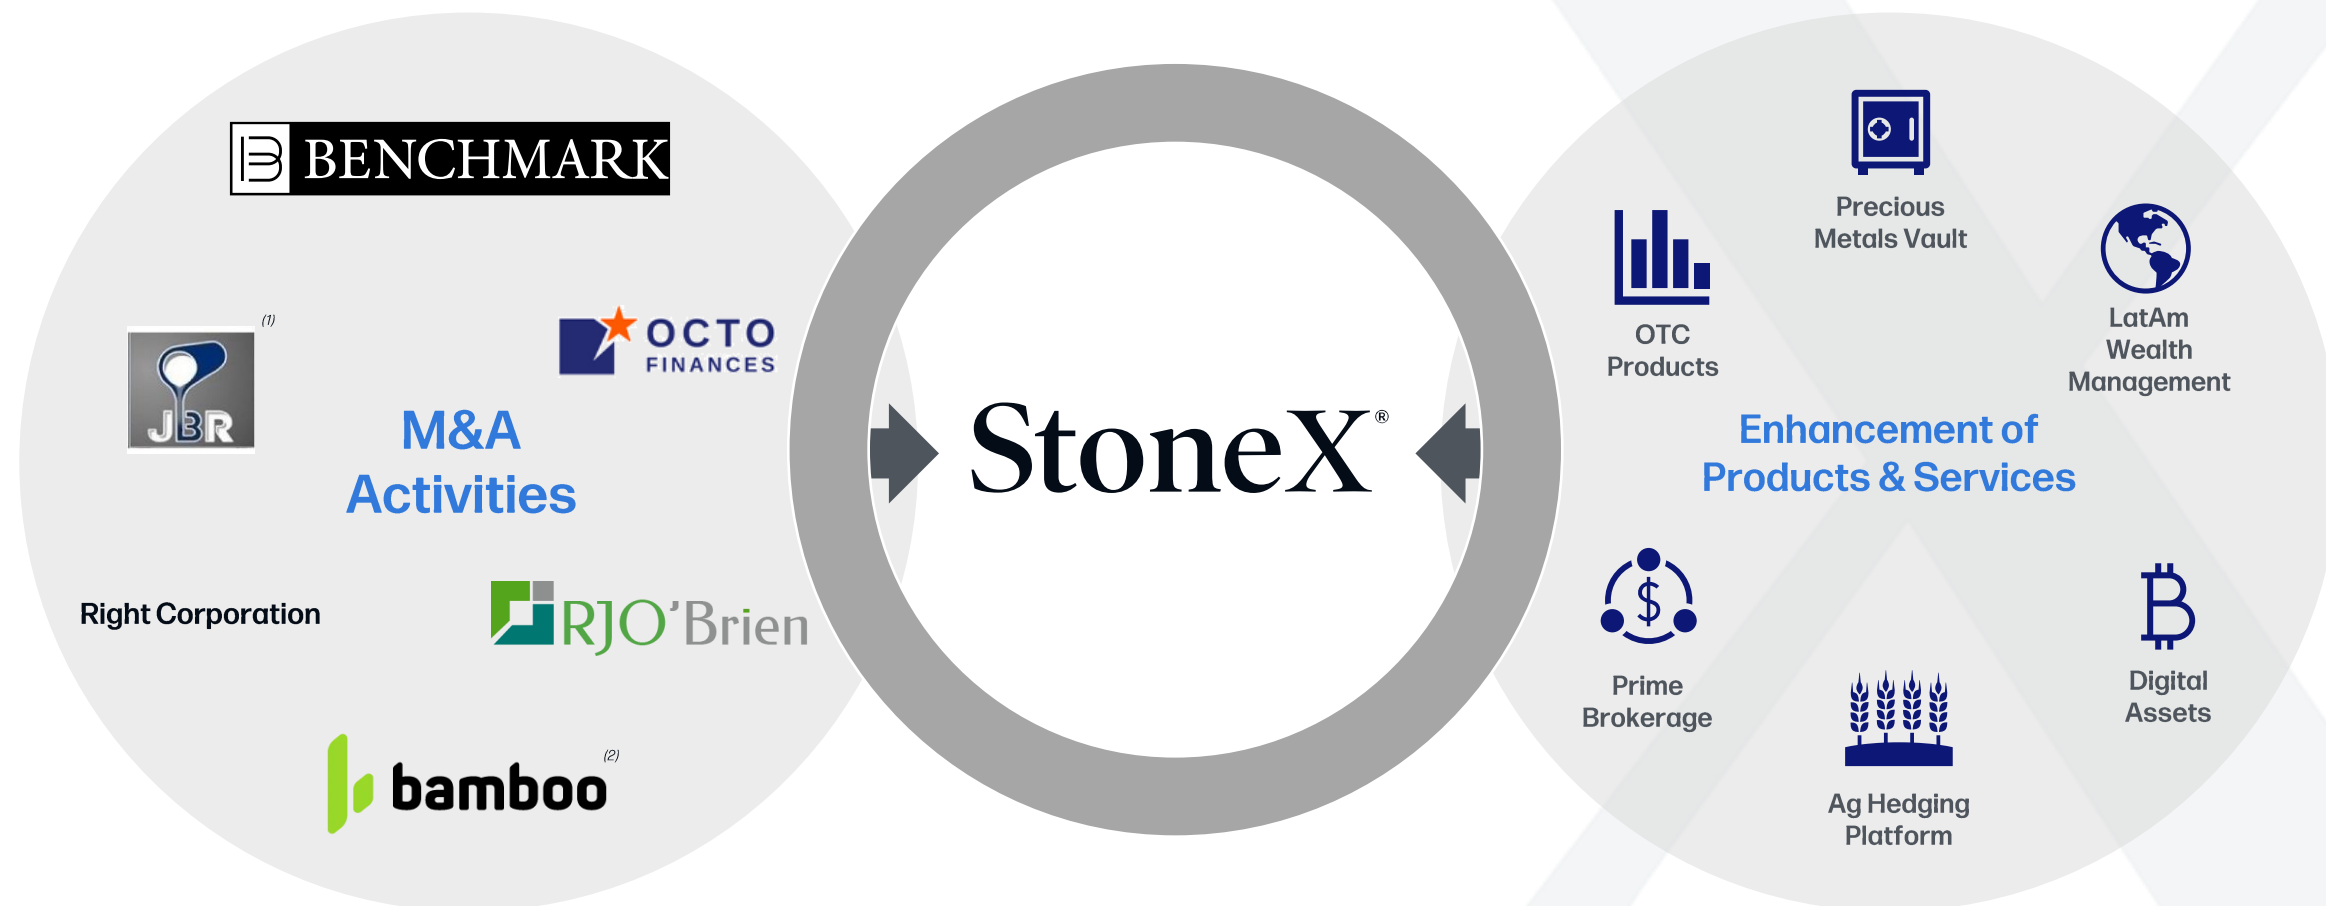 BENCHMARK
(1)
JBR
OCTO
FINANCES
M&A
Activities
Right Corporation
RJO'Brien
bamboo
(2)
StoneX®
Precious
Metals Vault
OTC
Products
LatAm
Wealth
Management
Enhancement of
Products & Services
Prime
Brokerage
Digital
Assets
Ag Hedging
Platform